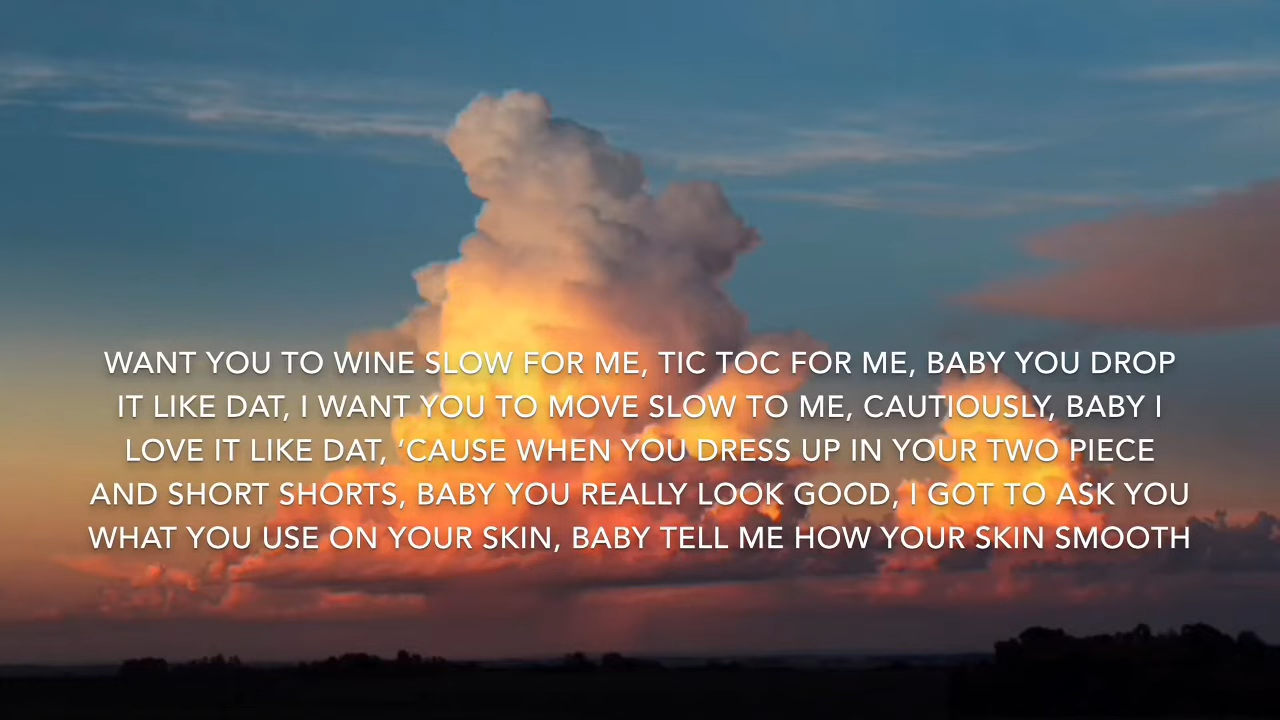 WANT YOU TO WINE SLOW FOR ME, TIC TOC FOR ME, BABY YOU DROP
IT LIKE DAT, I WANT YOU TO MOVE SLOW TO ME, CAUTIOUSLY, BABY I
LOVE IT LIKE DAT, ‘CAUSE WHEN YOU DRESS UP IN YOUR TWO PIECE
AND SHORT SHORTS, BABY YOU REALLY LOOK GOOD, I GOT TO ASK YOU
WHAT YOU USE ON YOUR SKIN, BABY TELL ME HOW YOUR SKIN SMOOTH